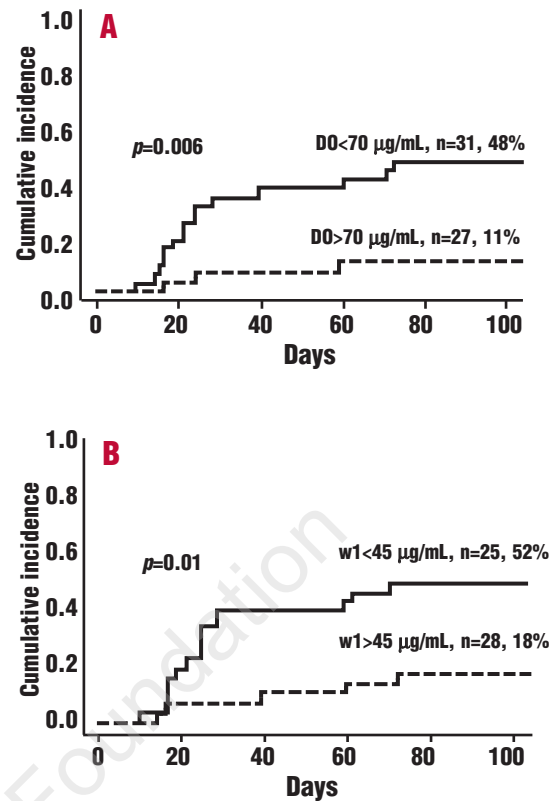 A
1.0
0.8
0.6
0.4
0.2
0.0
Cumulative incidence
p=0.006
D0<70 µg/mL, n=31, 48%
D0>70 µg/mL, n=27, 11%
0 20 40 60 80 100
Days
B
1.0
0.8
0.6
0.4
0.2
0.0
Cumulative incidence
p=0.01
w1<45 µg/mL, n=25, 52%
w1>45 µg/mL, n=28, 18%
0 20 40 60 80 100
Days
Foundation